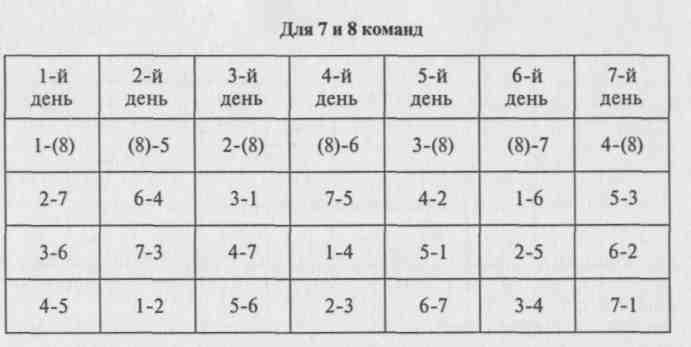 Для 7 и 8 команд
1-й день 2-й день 3-й день 4-й день 5-й день 6-й день 7-й день
1-(8) (8)-5 2-(8) (8)-6 3-(8) (8)-7 4-(8)
2-7 6-4 3-1 7-5 4-2 1-6 5-3
3-6 7-3 4-7 1-4 5-1 2-5 6-2
4-5 1-2 5-6 2-3 6-7 3-4 7-1